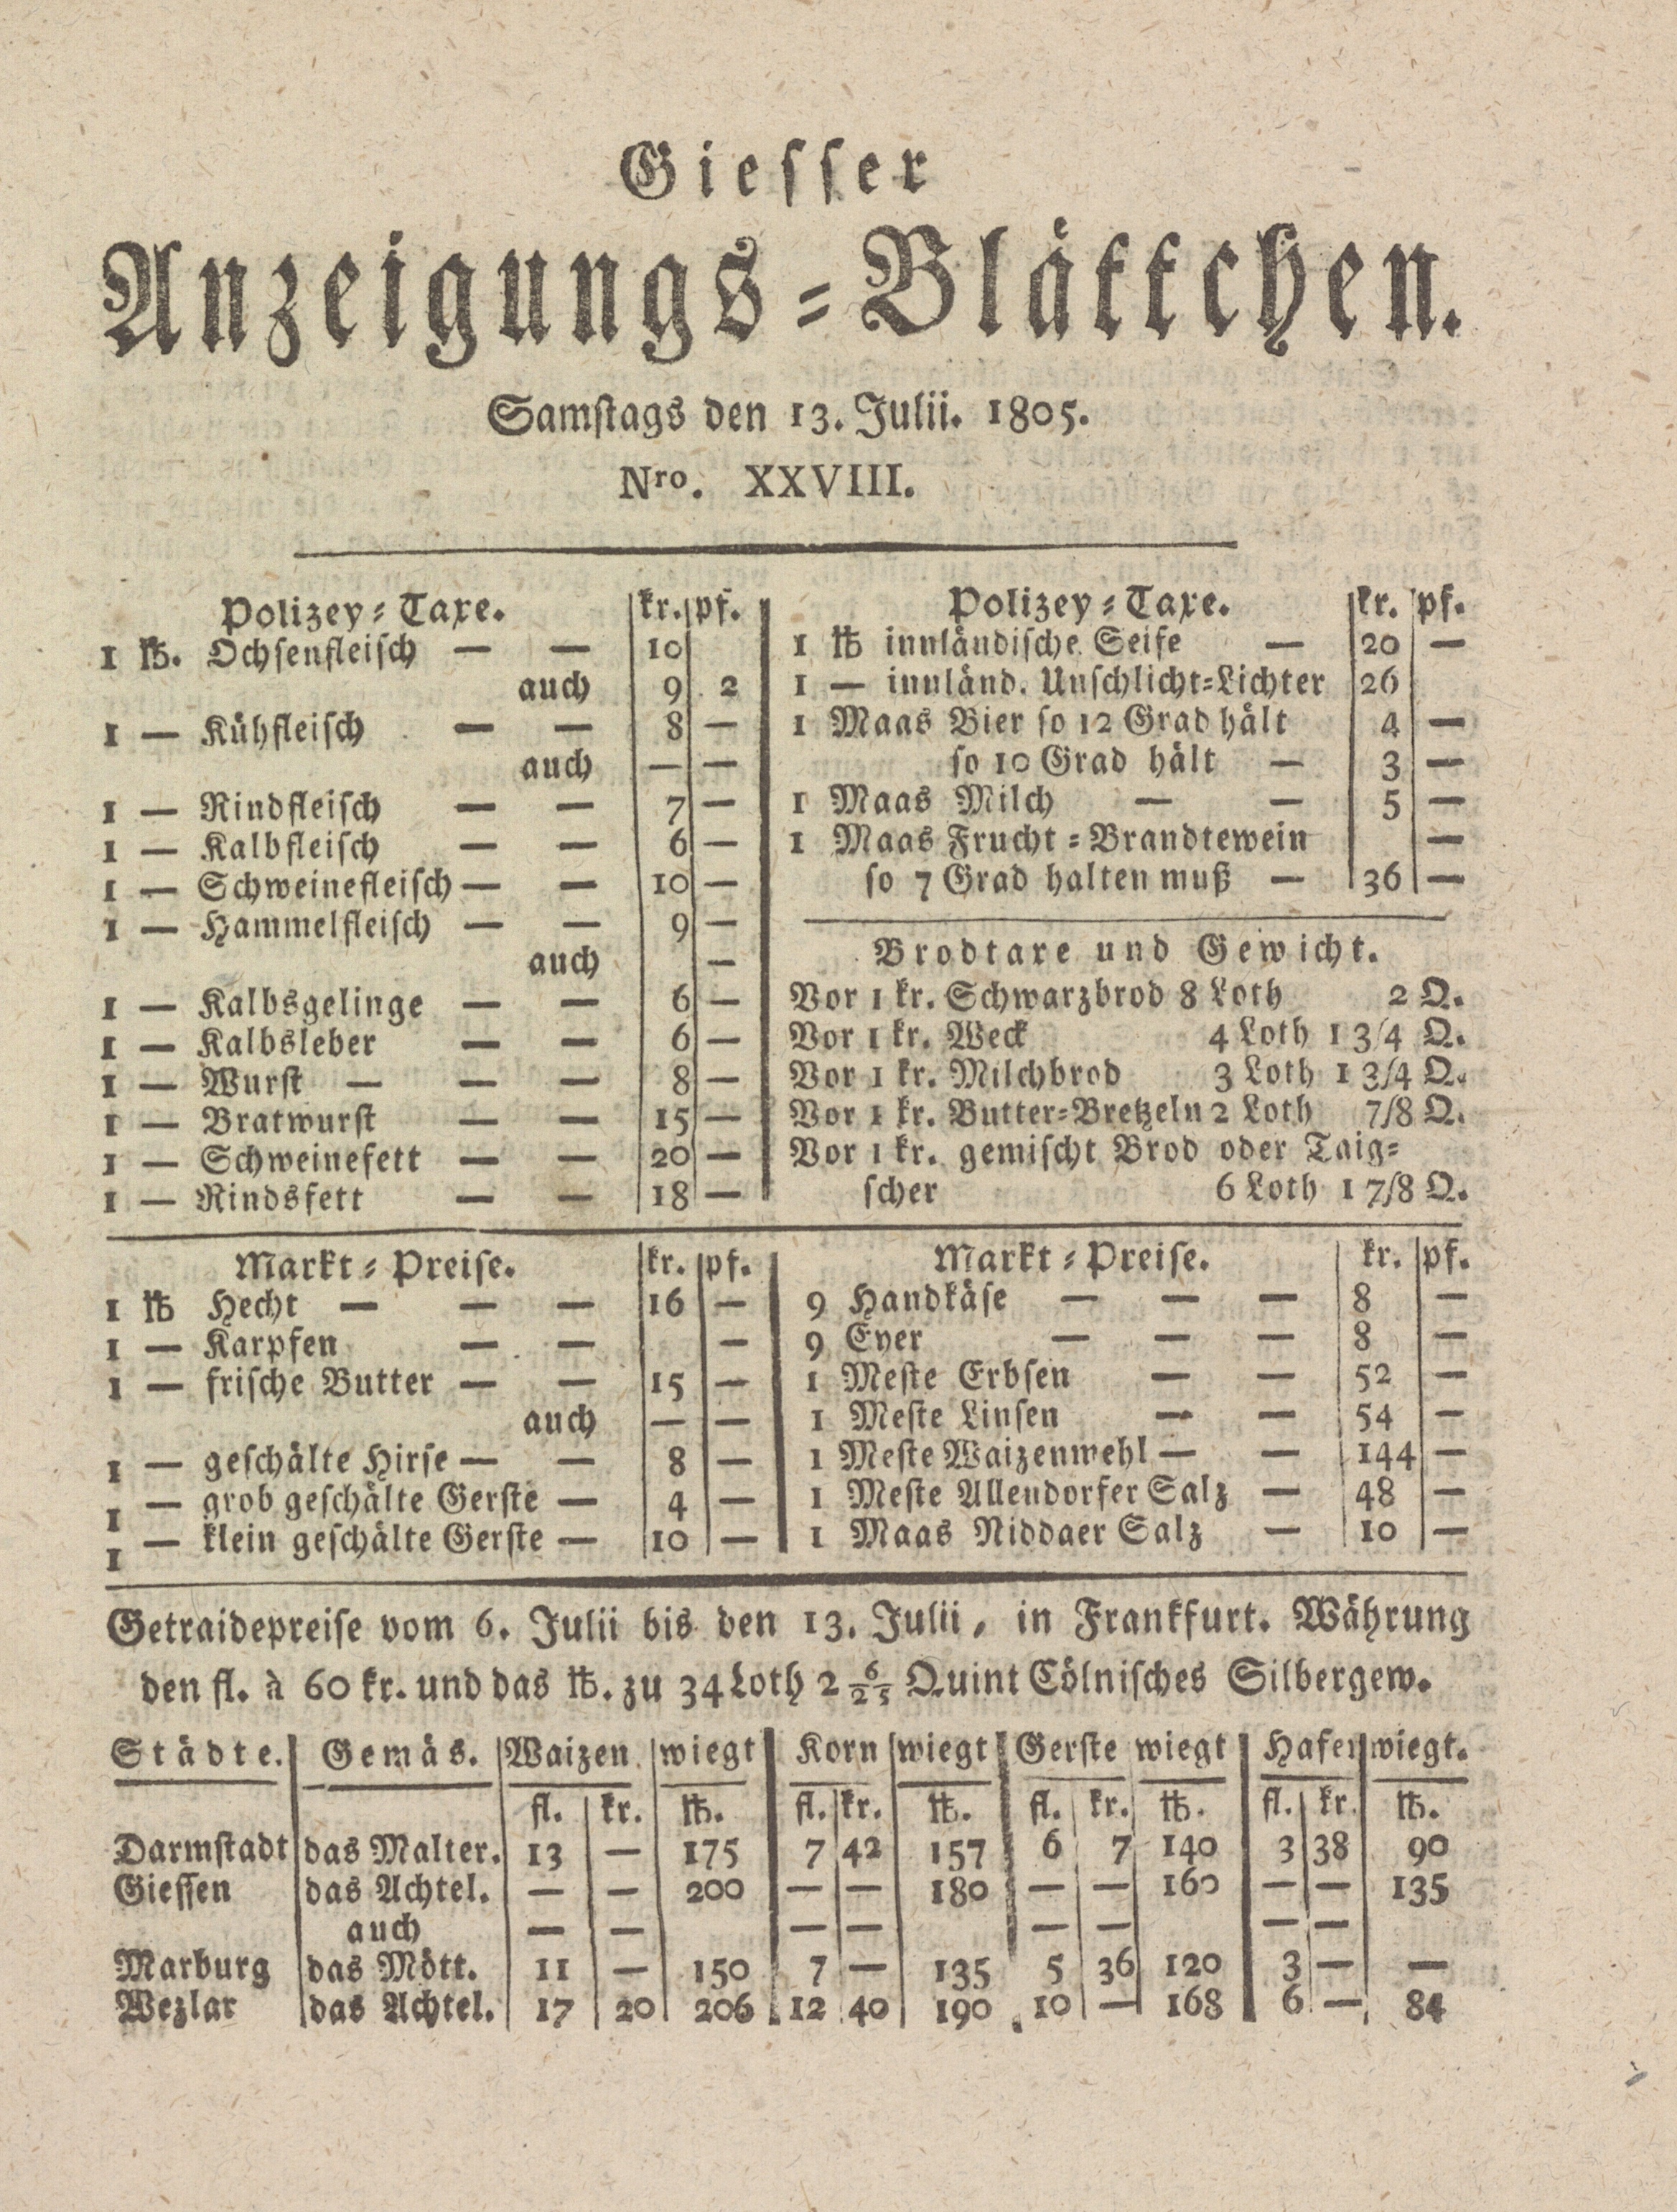 Giesser
Anzeigungs-Blättchen.
Samstags den 13. Julii. 1805.
Nro. XXVIII.
Polizey-Taxe. kr. pf.
1 ℔. Ochsenfleisch — — 10
auch 9 2
1 — Kühfleisch — — 8 —
auch — —
1 — Rindfleisch — — 7 —
1 — Kalbfleisch — — 6 —
1 — Schweinefleisch — — 10 —
1 — Hammelfleisch — — 9 —
auch —
1 — Kalbsgelinge — — 6 —
1 — Kalbsleber — — 6 —
1 — Wurst — — — 8 —
1 — Bratwurst — — 15 —
1 — Schweinefett — — 20 —
1 — Rindsfett — — 18 —
Polizey-Taxe. kr. pf.
1 ℔ innländische Seife — 20 —
1 — innländ. Unschlicht-Lichter 26
1 Maas Bier so 12 Grad hält 4 —
so 10 Grad hält — 3 —
1 Maas Milch — — 5 —
1 Maas Frucht-Brandtewein —
so 7 Grad halten muß — 36 —
Brodtaxe und Gewicht.
Vor 1 kr. Schwarzbrod 8 Loth 2 Q.
Vor 1 kr. Weck 4 Loth 1 3/4 Q.
Vor 1 kr. Milchbrod 3 Loth 1 3/4 Q.
Vor 1 kr. Butter-Bretzeln 2 Loth 7/8 Q.
Vor 1 kr. gemischt Brod oder Taig-
scher 6 Loth 1 7/8 Q.
Markt-Preise. kr. pf.
1 ℔ Hecht — — — 16 —
1 — Karpfen — — —
1 — frische Butter — — 15 —
auch — —
1 — geschälte Hirse — — 8 —
1 — grob geschälte Gerste — 4 —
1 — klein geschälte Gerste — 10 —
Markt-Preise. kr. pf.
9 Handkäse — — — 8 —
9 Eyer — — — 8 —
1 Meste Erbsen — — 52 —
1 Meste Linsen — — 54 —
1 Meste Waizenwehl — — 144 —
1 Meste Allendorfer Salz — 48 —
1 Maas Niddaer Salz — 10 —
Getraidepreise vom 6. Julii bis den 13. Julii, in Frankfurt. Währung
den fl. à 60 kr. und das ℔. zu 34 Loth 2 6/25 Quint Cölnisches Silbergew.
Städte. Gemäs. Waizen wiegt Korn wiegt Gerste wiegt Hafer wiegt.
fl. kr. ℔. fl. kr. ℔. fl. kr. ℔. fl. kr. ℔.
Darmstadt das Malter. 13 — 175 7 42 157 6 7 140 3 38 90
Giessen das Achtel. — — 200 — — 180 — — 160 — — 135
auch — — — — — — — —
Marburg das Mött. 11 — 150 7 — 135 5 36 120 3 — —
Wezlar das Achtel. 17 20 206 12 40 190 10 — 168 6 — 84